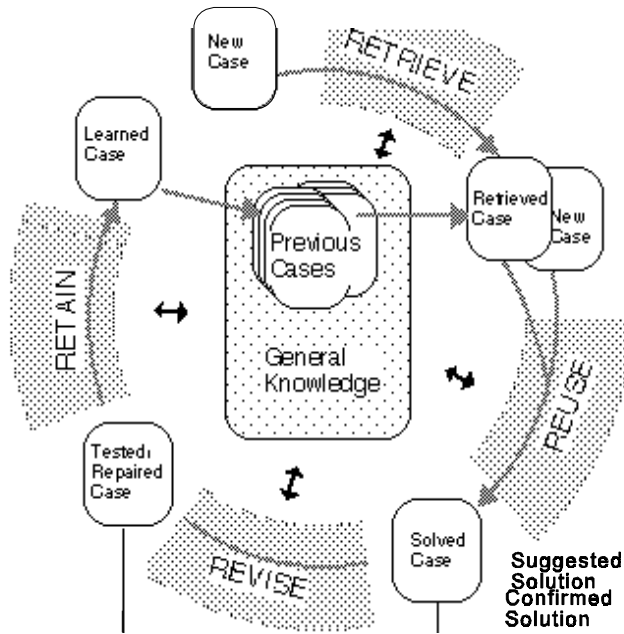 New
Case
RETRIEVE
Learned
Case
Retrieved
Case
New
Case
Previous
Cases
RETAIN
General
Knowledge
REUSE
Tested/
Repaired
Case
Solved
Case
REVISE
Suggested
Solution
Confirmed
Solution